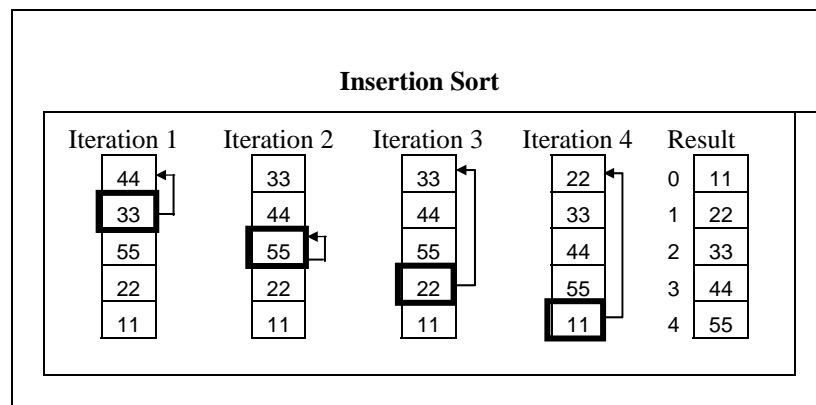 Insertion Sort
Iteration 1 Iteration 2 Iteration 3 Iteration 4 Result
44 33 33 22 0 11
33 44 44 33 1 22
55 55 55 44 2 33
22 22 22 55 3 44
11 11 11 11 4 55